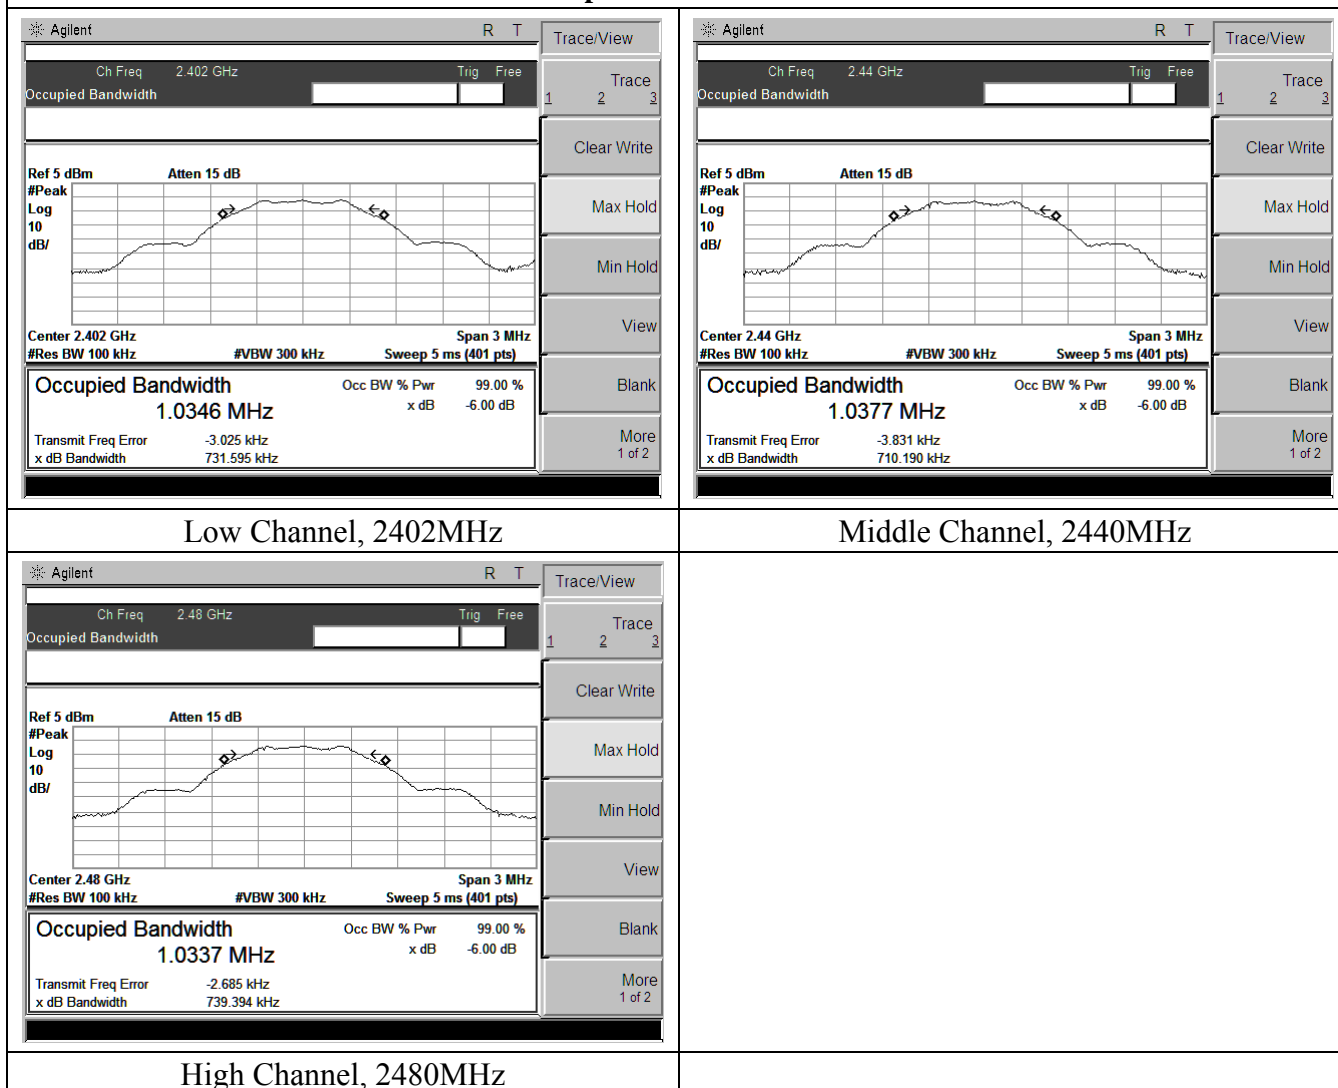 Agilent R T
Trace/View
Ch Freq 2.402 GHz Trig Free
Occupied Bandwidth
Trace
1 2 3
Clear Write
Ref 5 dBm Atten 15 dB
#Peak
Log
10
dB/
Max Hold
Min Hold
View
Center 2.402 GHz Span 3 MHz
#Res BW 100 kHz #VBW 300 kHz Sweep 5 ms (401 pts)
Occupied Bandwidth Occ BW % Pwr 99.00 %
1.0346 MHz x dB -6.00 dB
Blank
Transmit Freq Error -3.025 kHz
x dB Bandwidth 731.595 kHz
More
1 of 2
Low Channel, 2402MHz
Agilent R T
Trace/View
Ch Freq 2.44 GHz Trig Free
Occupied Bandwidth
Trace
1 2 3
Clear Write
Ref 5 dBm Atten 15 dB
#Peak
Log
10
dB/
Max Hold
Min Hold
View
Center 2.44 GHz Span 3 MHz
#Res BW 100 kHz #VBW 300 kHz Sweep 5 ms (401 pts)
Occupied Bandwidth Occ BW % Pwr 99.00 %
1.0377 MHz x dB -6.00 dB
Blank
Transmit Freq Error -3.831 kHz
x dB Bandwidth 710.190 kHz
More
1 of 2
Middle Channel, 2440MHz
Agilent R T
Trace/View
Ch Freq 2.48 GHz Trig Free
Occupied Bandwidth
Trace
1 2 3
Clear Write
Ref 5 dBm Atten 15 dB
#Peak
Log
10
dB/
Max Hold
Min Hold
View
Center 2.48 GHz Span 3 MHz
#Res BW 100 kHz #VBW 300 kHz Sweep 5 ms (401 pts)
Occupied Bandwidth Occ BW % Pwr 99.00 %
1.0337 MHz x dB -6.00 dB
Blank
Transmit Freq Error -2.685 kHz
x dB Bandwidth 739.394 kHz
More
1 of 2
High Channel, 2480MHz